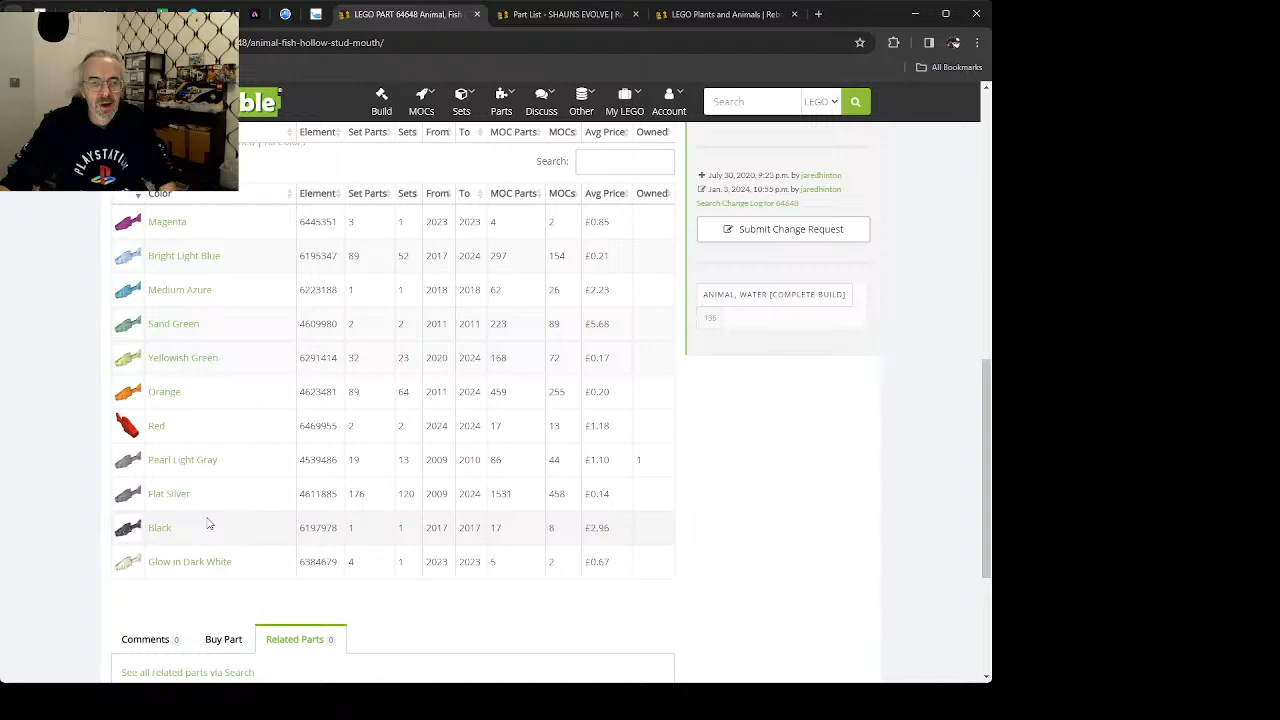 LEGO PART 64648 Animal, Fish
Part List - SHAUNS EVOLVE | R
LEGO Plants and Animals | Reb
48/animal-fish-hollow-stud-mouth/
All Bookmarks
ble
Build MOCs Sets Parts Discuss Other My LEGO Account
Search LEGO
Element Set Parts Sets From To MOC Parts MOCs Avg Price Owned
All Colors
Search:
Color Element Set Parts Sets From To MOC Parts MOCs Avg Price Owned
Magenta 6445351 3 1 2023 2023 4 2 £0.85
Bright Light Blue 6195347 89 52 2017 2024 297 154 £0.21
Medium Azure 6223188 1 1 2018 2018 62 26 £2.23
Sand Green 4609980 2 2 2011 2011 223 89 £5.68
Yellowish Green 6291414 32 23 2020 2024 168 72 £0.17
Orange 4623481 89 64 2011 2024 459 255 £0.20
Red 6469955 2 2 2024 2024 17 13 £1.18
Pearl Light Gray 4539486 19 13 2009 2010 86 44 £1.10 1
Flat Silver 4611885 176 120 2009 2024 1531 458 £0.14
Black 6197978 1 1 2017 2017 17 8 £2.96
Glow in Dark White 6384679 4 1 2023 2023 5 2 £0.67
July 30, 2020, 9:23 p.m. by jaredhinton
Jan. 3, 2024, 10:55 p.m. by jaredhinton
Search Change Log for 64648
Submit Change Request
ANIMAL, WATER [COMPLETE BUILD]
136
Comments 0 Buy Part Related Parts 0
See all related parts via Search
PLAYSTATION